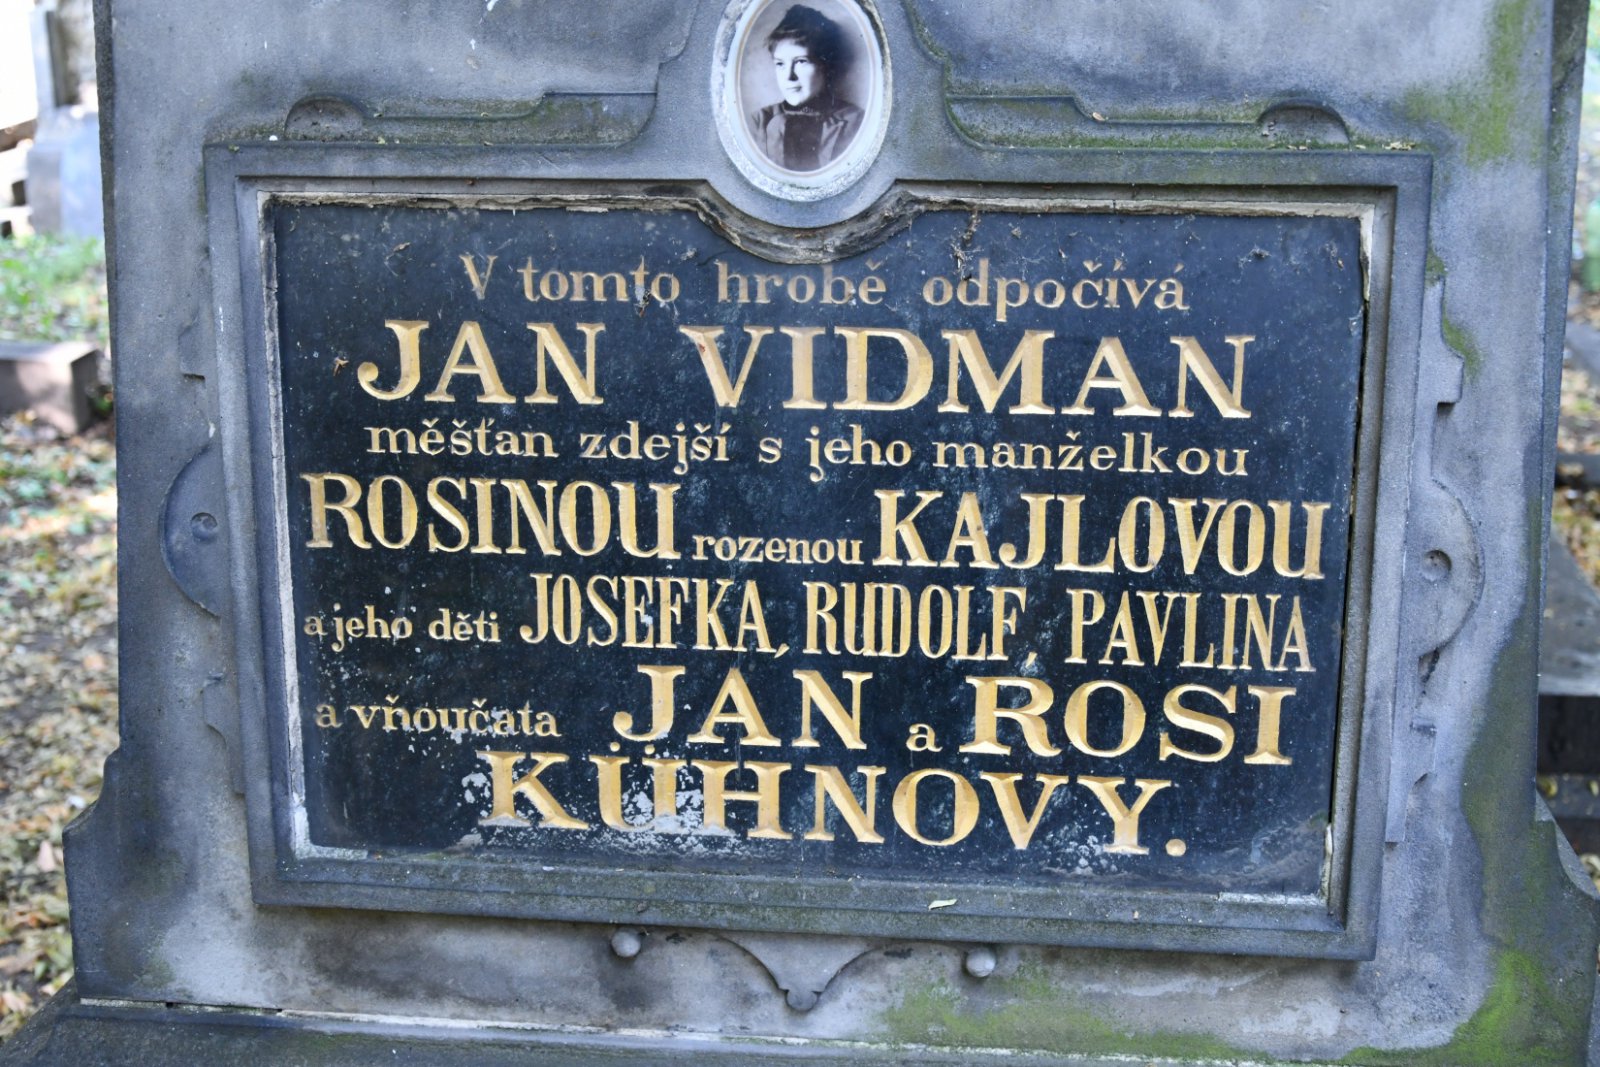 V tomto hrobě odpočívá
JAN VIDMAN
měšťan zdejší s jeho manželkou
ROSINOU rozenou KAJLOVOU
a jeho děti JOSEFKA, RUDOLF, PAVLINA
a vňoučata JAN a ROSI
KÜHNOVY.